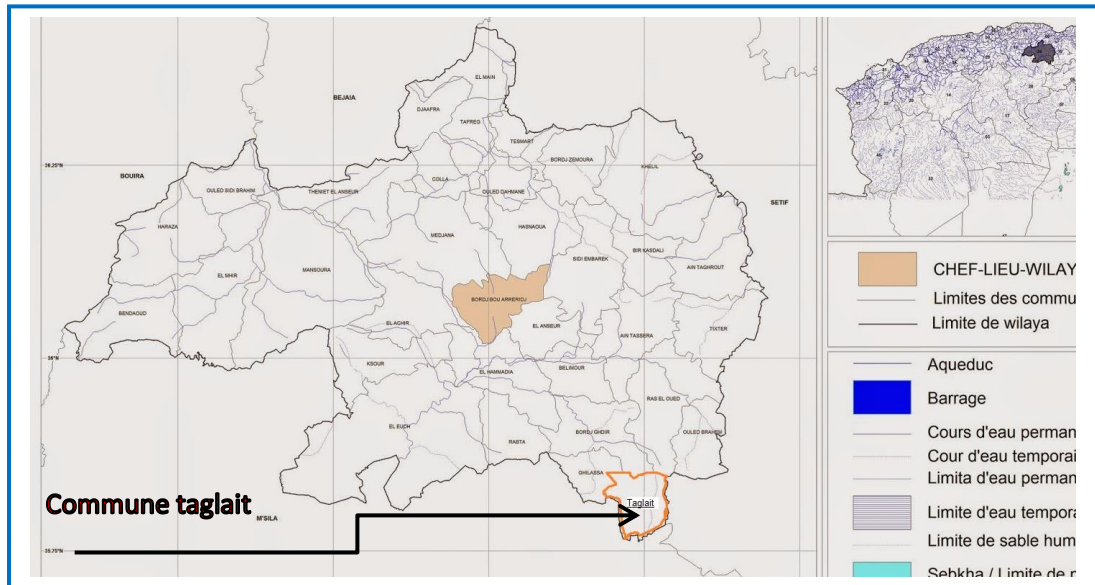 EL MAIN
BEJAIA
DJAAFRA
TAFREG
TESMART
BORDJ ZEMOURA
KHELIL
36.25°N
BOUIRA
COLLA
OULED SIDI BRAHIM
THENIET EL ANSEUR
OULED DAHMANE
SETIF
HARAZA
MEDJANA
HASNAOUA
BIR KASDALI
SIDI EMBAREK
AIN TAGHROUT
MANSOURA
EL MHIR
BORDJ BOU ARRERIDJ
BENDAOUD
EL ACHIR
EL ANSEUR
TIXTER
AIN TASSERA
36°N
KSOUR
EL HAMMADIA
BELIMOUR
RAS EL OUED
EL EUCH
BORDJ GHDIR
OULED BRAHEM
RABTA
GHILASSA
Taglait
Commune taglait
M'SILA
35.75°N
CHEF-LIEU-WILAY
Limites des commu
Limite de wilaya
Aqueduc
Barrage
Cours d'eau perman
Cour d'eau temporai
Limita d'eau perman
Limite d'eau tempora
Limite de sable hum
Sebkha / Limite de